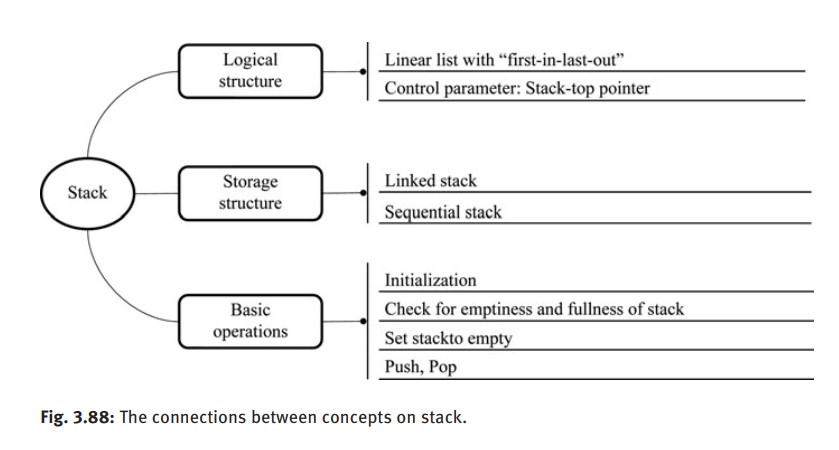 Logical
structure
Linear list with “first-in-last-out”
Control parameter: Stack-top pointer
Stack
Storage
structure
Linked stack
Sequential stack
Basic
operations
Initialization
Check for emptiness and fullness of stack
Set stackto empty
Push, Pop
Fig. 3.88: The connections between concepts on stack.